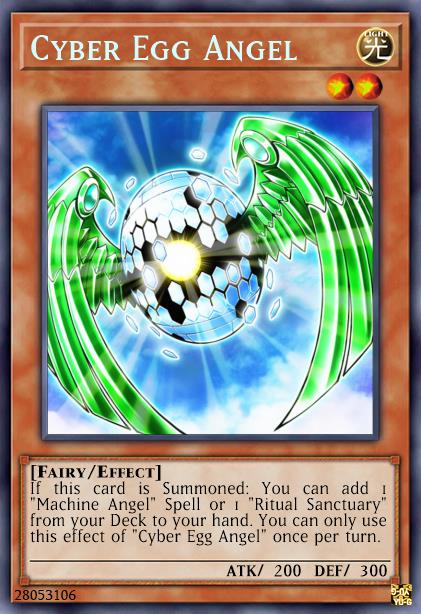 CYBER EGG ANGEL
LIGHT
光
[FAIRY/EFFECT]
If this card is Summoned: You can add 1
"Machine Angel" Spell or 1 "Ritual Sanctuary"
from your Deck to your hand. You can only use
this effect of "Cyber Egg Angel" once per turn.
ATK/ 200 DEF/ 300
28053106